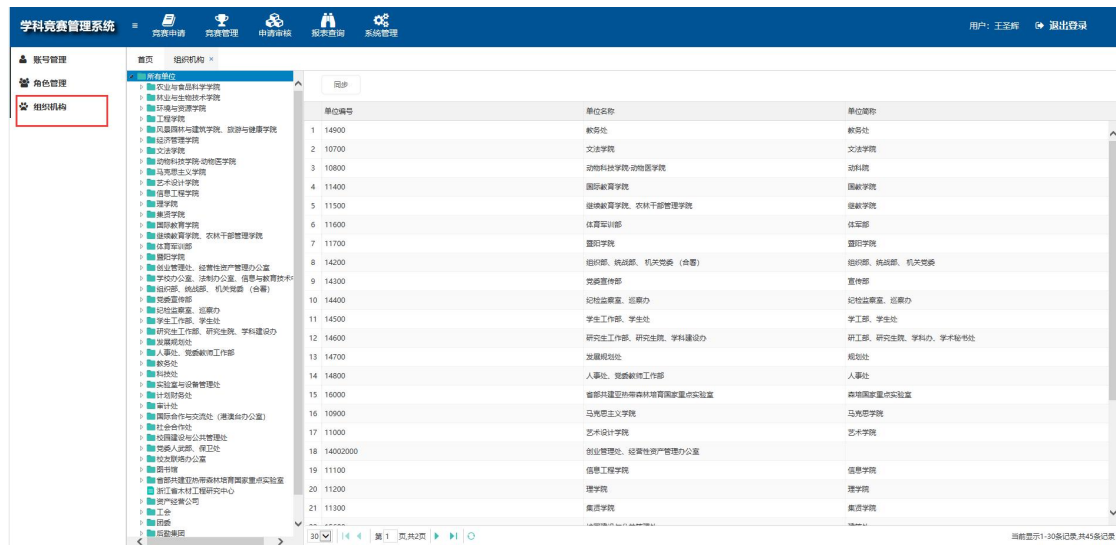 学科竞赛管理系统
竞赛申请 竞赛管理 申请审核 报表查询 系统管理
用户：王圣辉 退出登录
账号管理
角色管理
组织机构
首页 组织机构 ×
所有单位
农业与食品科学学院
林业与生物技术学院
环境与资源学院
工程学院
风景园林与建筑学院、旅游与健康学院
经济管理学院
文法学院
动物科技学院·动物医学院
马克思主义学院
艺术设计学院
信息工程学院
理学院
集贤学院
国际教育学院
继续教育学院、农林干部管理学院
体育军训部
暨阳学院
创业管理处、经营性资产管理办公室
学校办公室、法制办公室、信息与教育技术
组织部、统战部、 机关党委 （合署）
党委宣传部
纪检监察室、巡察办
学生工作部、学生处
研究生工作部、研究生院、学科建设办
发展规划处
人事处、党委教师工作部
教务处
科技处
实验室与设备管理处
计划财务处
审计处
国际合作与交流处（港澳台办公室）
社会合作处
校园建设与公共管理处
党委人武部、保卫处
校友联络办公室
图书馆
省部共建亚热带森林培育国家重点实验室
浙江省木材工程研究中心
资产经营公司
工会
团委
后勤集团
同步
单位编号 单位名称 单位简称
1 14900 教务处 教务处
2 10700 文法学院 文法学院
3 10800 动物科技学院·动物医学院 动科院
4 11400 国际教育学院 国教学院
5 11500 继续教育学院、农林干部管理学院 继教学院
6 11600 体育军训部 体军部
7 11700 暨阳学院 暨阳学院
8 14200 组织部、统战部、 机关党委 （合署） 组织部、统战部、 机关党委
9 14300 党委宣传部 宣传部
10 14400 纪检监察室、巡察办 纪检监察室、巡察办
11 14500 学生工作部、学生处 学工部、学生处
12 14600 研究生工作部、研究生院、学科建设办 研工部、研究生院、学科办、学术秘书处
13 14700 发展规划处 规划处
14 14800 人事处、党委教师工作部 人事处
15 16000 省部共建亚热带森林培育国家重点实验室 森培国家重点实验室
16 10900 马克思主义学院 马克思学院
17 11000 艺术设计学院 艺术学院
18 14002000 创业管理处、经营性资产管理办公室
19 11100 信息工程学院 信息学院
20 11200 理学院 理学院
21 11300 集贤学院 集贤学院
30 第 1 页,共2页
当前显示1-30条记录,共45条记录